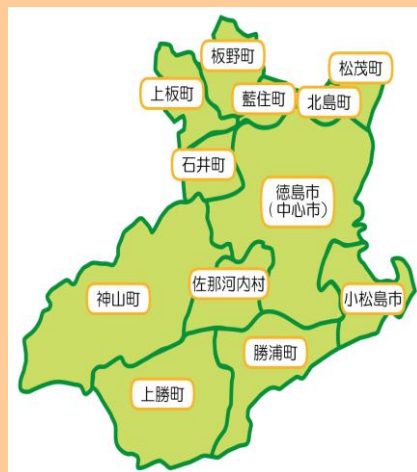 板野町
松茂町
上板町
藍住町
北島町
石井町
徳島市
(中心市)
佐那河内村
神山町
小松島市
勝浦町
上勝町